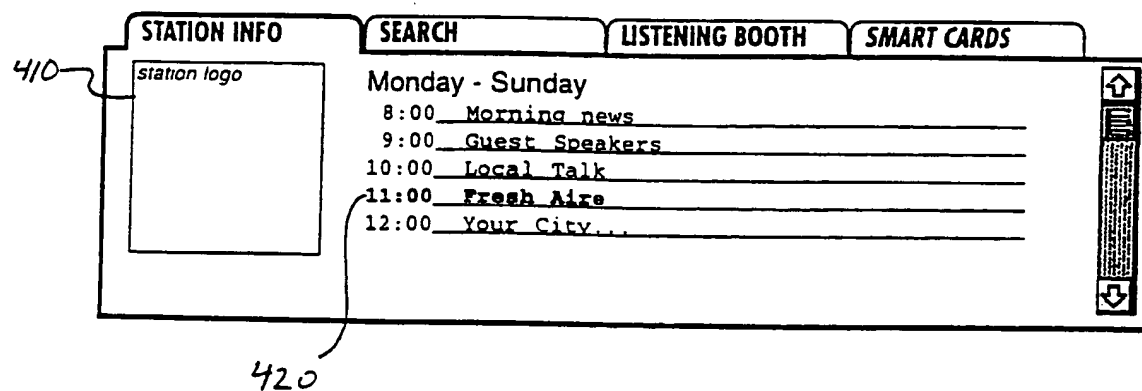 STATION INFO SEARCH LISTENING BOOTH SMART CARDS
410 station logo
Monday - Sunday
8:00 Morning news
9:00 Guest Speakers
10:00 Local Talk
11:00 Fresh Aire
12:00 Your City...
420